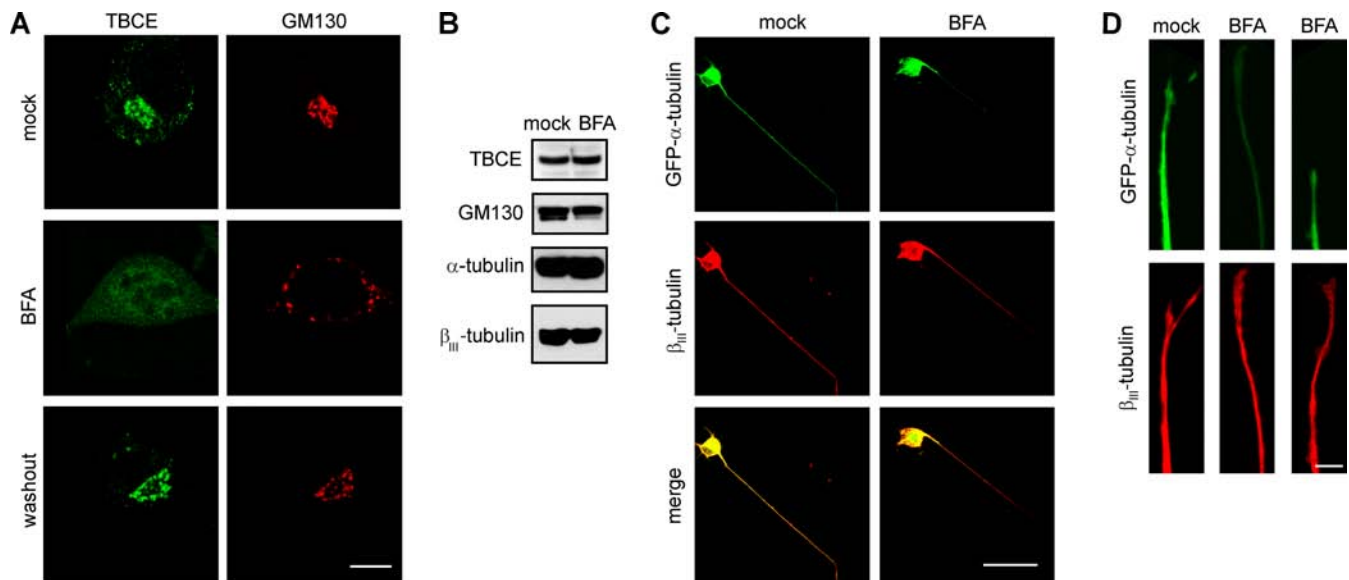 A
TBCE GM130
mock
BFA
washout
B
mock BFA
TBCE
GM130
α-tubulin
βIII-tubulin
C
mock BFA
GFP-α-tubulin
βIII-tubulin
merge
D
mock BFA BFA
GFP-α-tubulin
βIII-tubulin